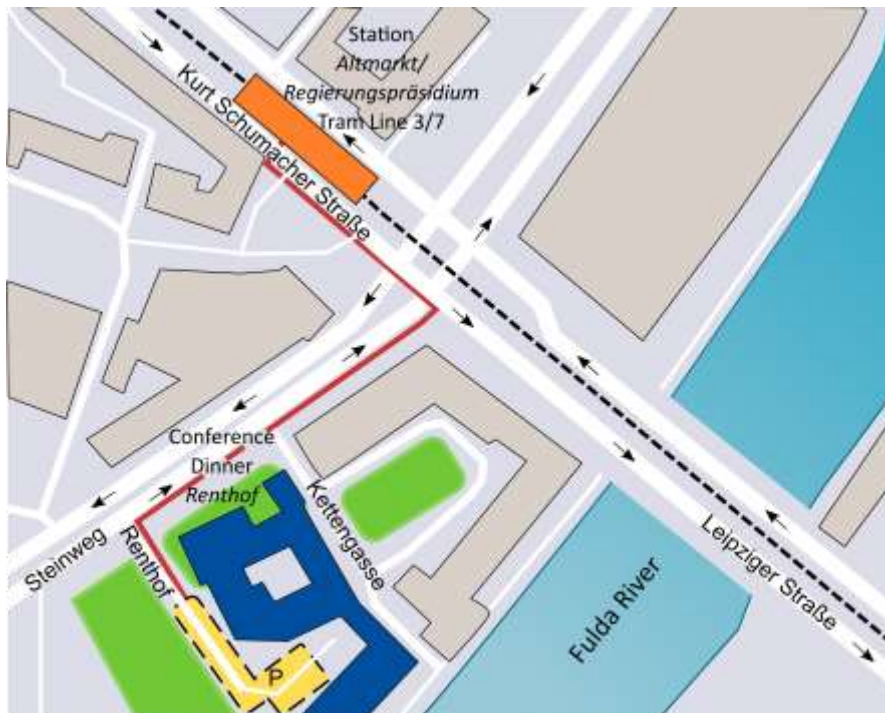 Station
Altmarkt/
Regierungspräsidium
Tram Line 3/7
Kurt Schumacher Straße
Conference
Dinner
Renthof
Kettengasse
Steinweg
Renthof
P
Fulda River
Leipziger Straße